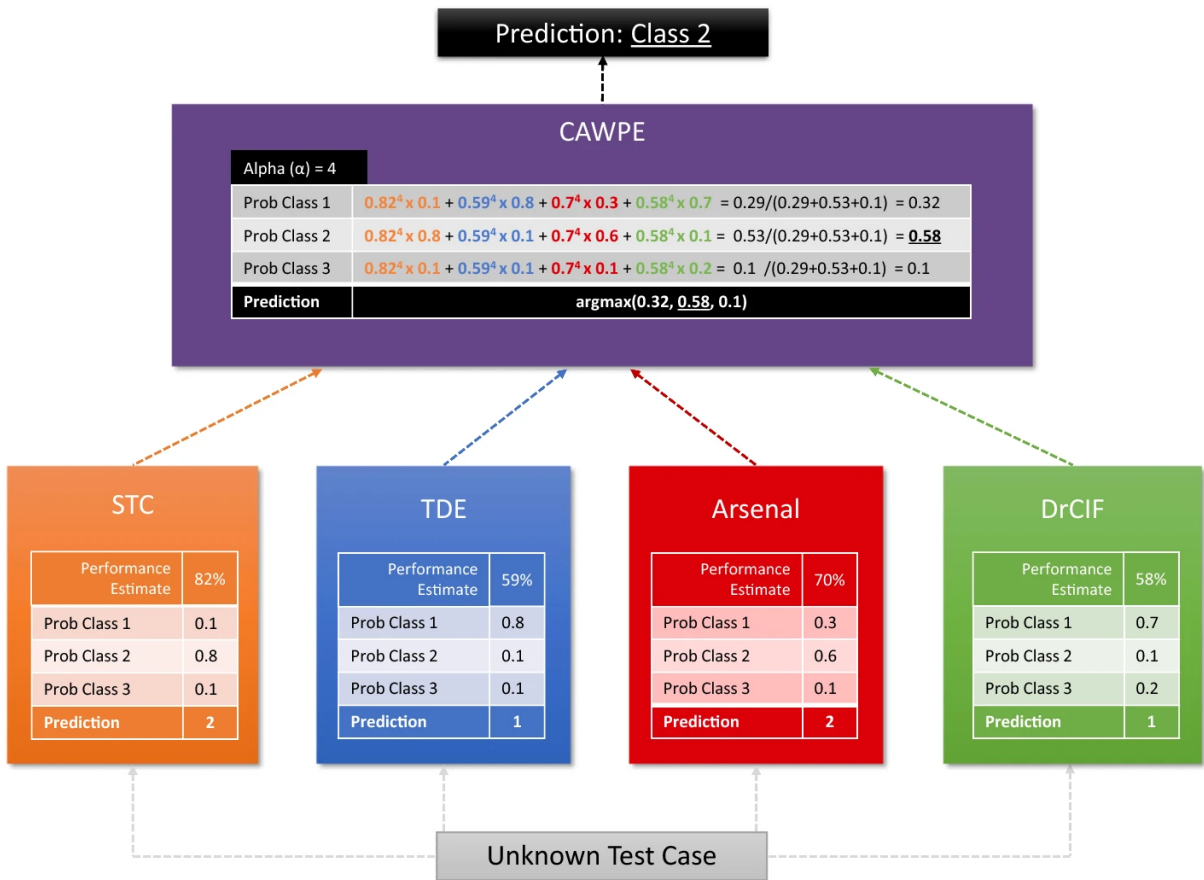 Prediction: Class 2
CAWPE
Alpha (α) = 4
Prob Class 1 0.82⁴ x 0.1 + 0.59⁴ x 0.8 + 0.7⁴ x 0.3 + 0.58⁴ x 0.7 = 0.29/(0.29+0.53+0.1) = 0.32
Prob Class 2 0.82⁴ x 0.8 + 0.59⁴ x 0.1 + 0.7⁴ x 0.6 + 0.58⁴ x 0.1 = 0.53/(0.29+0.53+0.1) = 0.58
Prob Class 3 0.82⁴ x 0.1 + 0.59⁴ x 0.1 + 0.7⁴ x 0.1 + 0.58⁴ x 0.2 = 0.1 /(0.29+0.53+0.1) = 0.1
Prediction argmax(0.32, 0.58, 0.1)
STC
Performance
Estimate 82%
Prob Class 1 0.1
Prob Class 2 0.8
Prob Class 3 0.1
Prediction 2
TDE
Performance
Estimate 59%
Prob Class 1 0.8
Prob Class 2 0.1
Prob Class 3 0.1
Prediction 1
Arsenal
Performance
Estimate 70%
Prob Class 1 0.3
Prob Class 2 0.6
Prob Class 3 0.1
Prediction 2
DrCIF
Performance
Estimate 58%
Prob Class 1 0.7
Prob Class 2 0.1
Prob Class 3 0.2
Prediction 1
Unknown Test Case